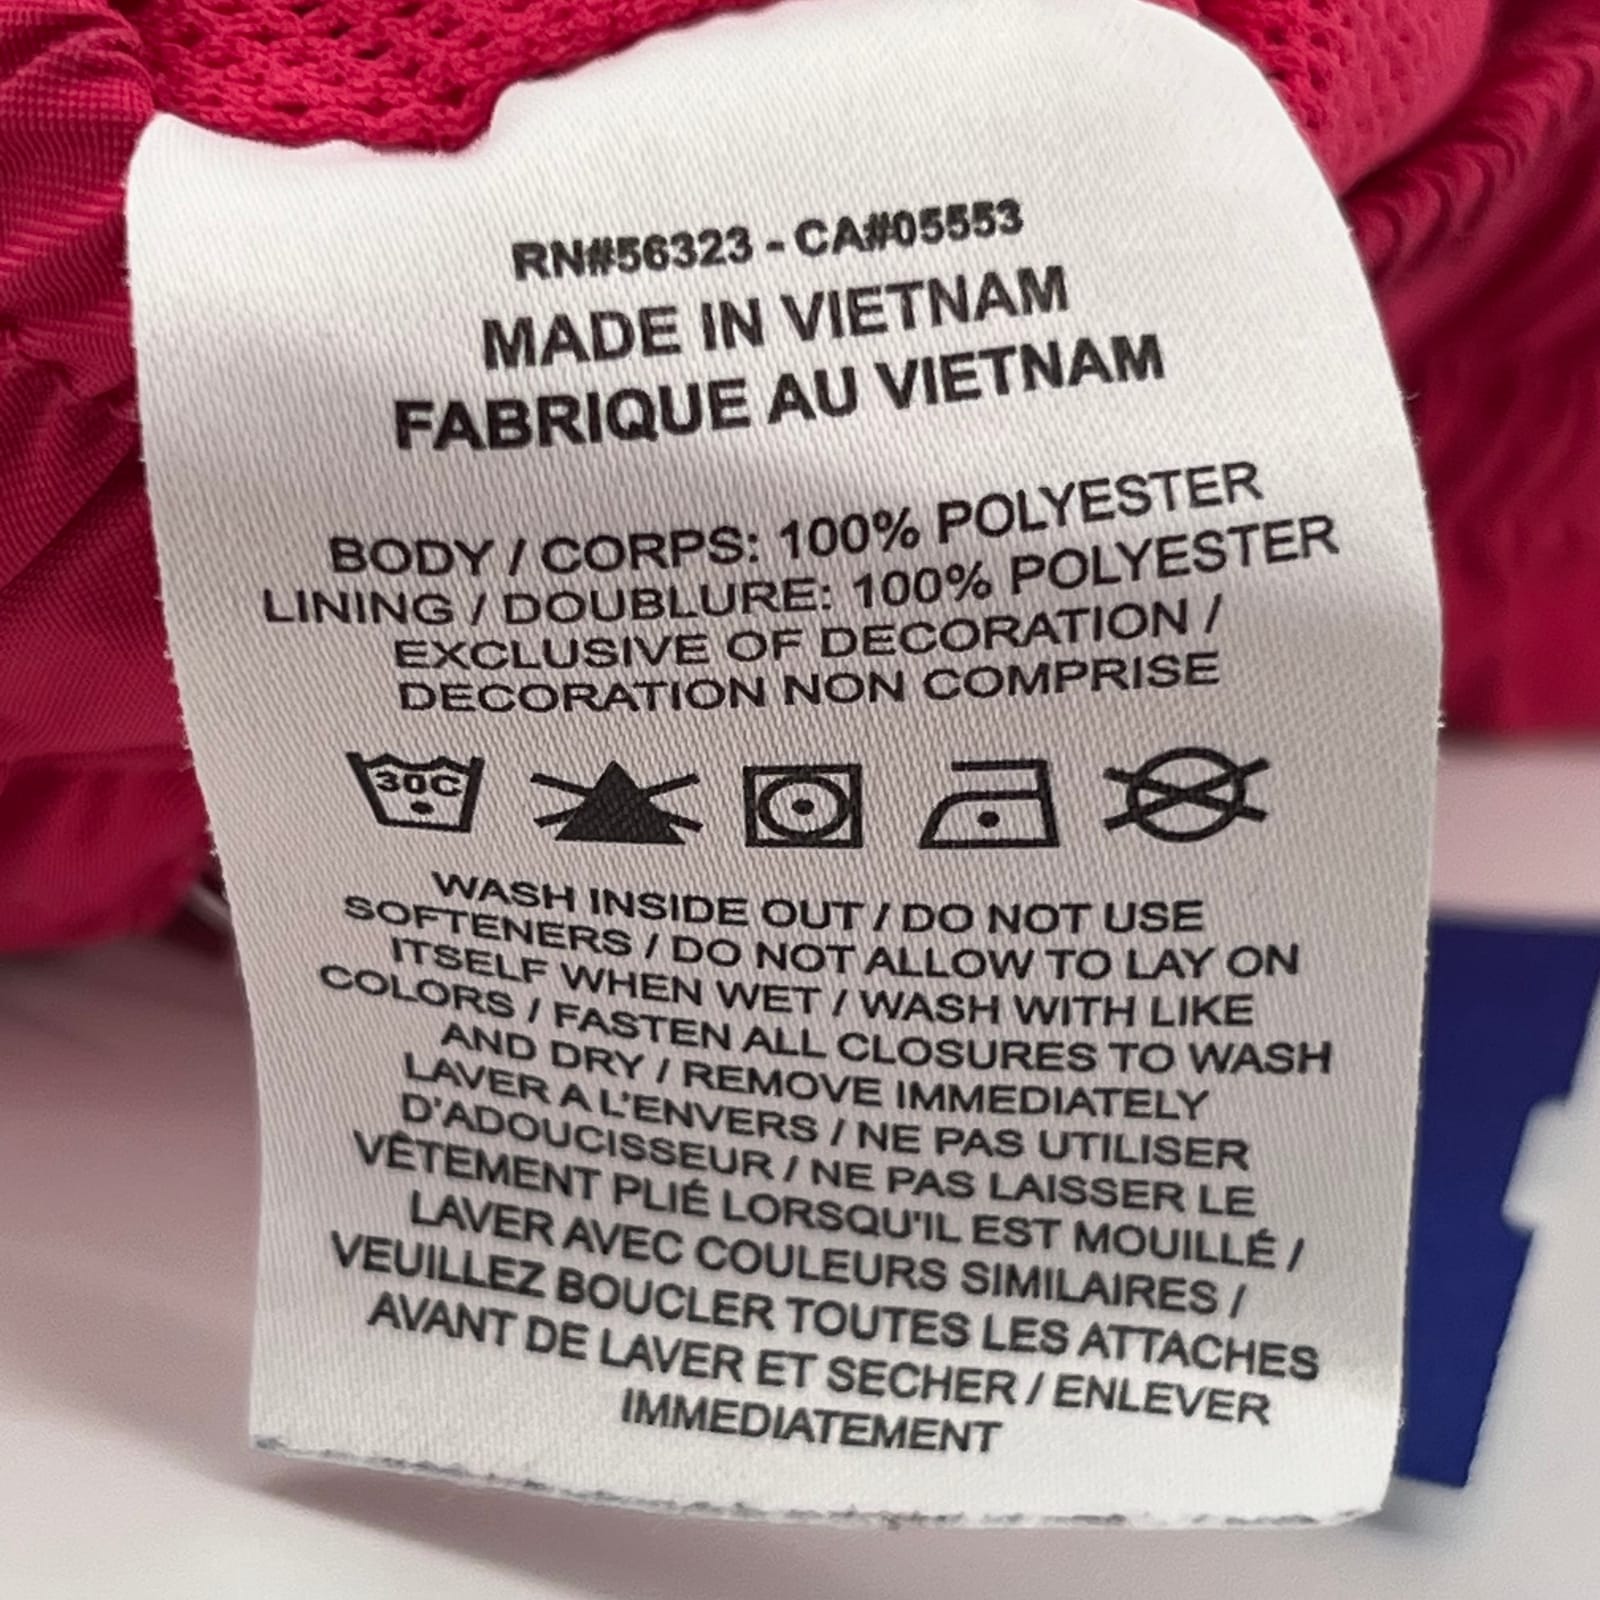 RN#56323 - CA#05553
MADE IN VIETNAM
FABRIQUE AU VIETNAM
BODY / CORPS: 100% POLYESTER
LINING / DOUBLURE: 100% POLYESTER
EXCLUSIVE OF DECORATION /
DECORATION NON COMPRISE
30C
WASH INSIDE OUT / DO NOT USE
SOFTENERS / DO NOT ALLOW TO LAY ON
ITSELF WHEN WET / WASH WITH LIKE
COLORS / FASTEN ALL CLOSURES TO WASH
AND DRY / REMOVE IMMEDIATELY
LAVER A L'ENVERS / NE PAS UTILISER
D'ADOUCISSEUR / NE PAS LAISSER LE
VÊTEMENT PLIÉ LORSQU'IL EST MOUILLÉ /
LAVER AVEC COULEURS SIMILAIRES /
VEUILLEZ BOUCLER TOUTES LES ATTACHES
AVANT DE LAVER ET SECHER / ENLEVER
IMMEDIATEMENT